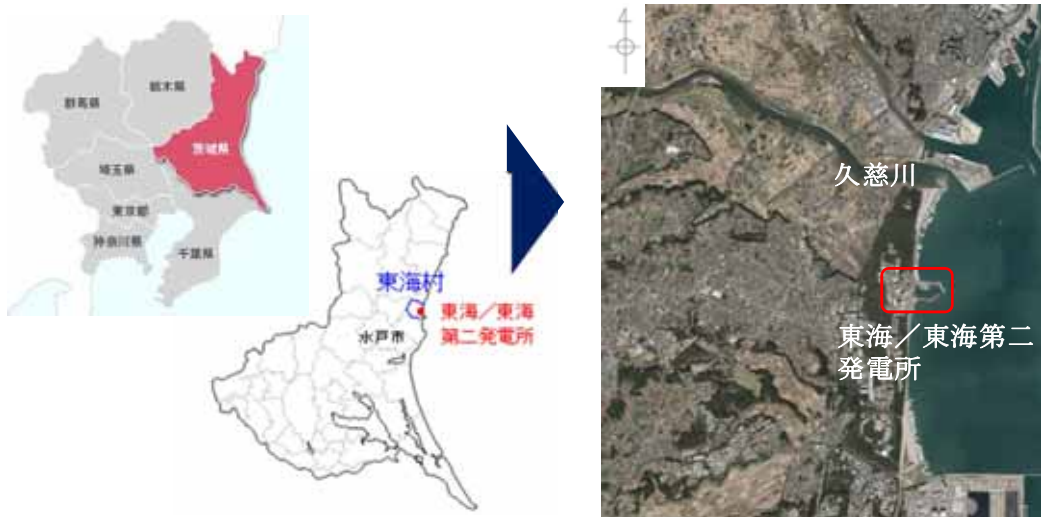 群馬県
栃木県
茨城県
埼玉県
東京都
神奈川県
千葉県
東海村
東海／東海
第二発電所
水戸市
4
久慈川
東海／東海第二
発電所